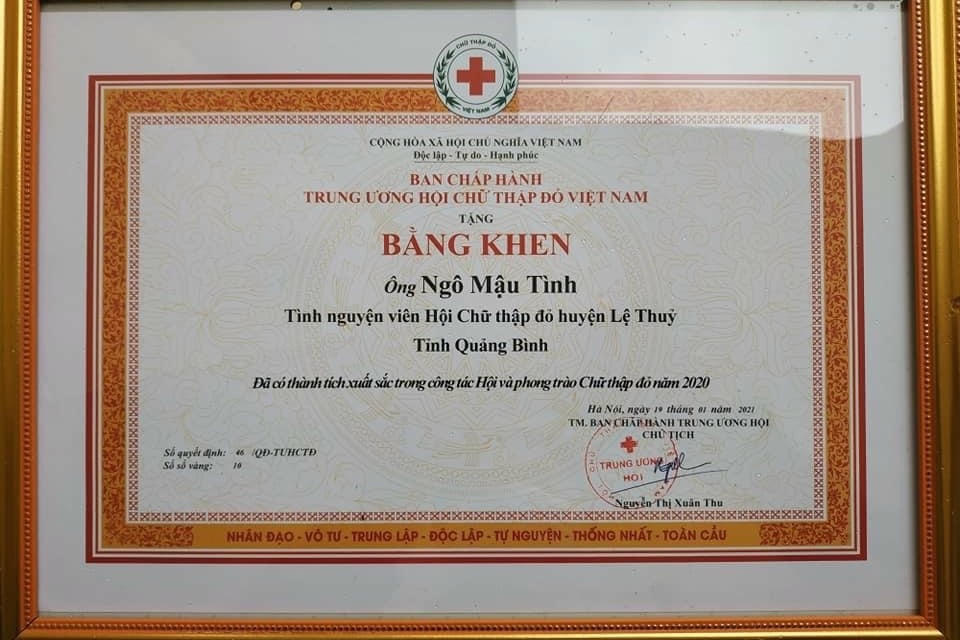 CHỮ THẬP ĐỎ
VIỆT NAM
CỘNG HÒA XÃ HỘI CHỦ NGHĨA VIỆT NAM
Độc lập - Tự do - Hạnh phúc
BAN CHẤP HÀNH
TRUNG ƯƠNG HỘI CHỮ THẬP ĐỎ VIỆT NAM
TẶNG
BẰNG KHEN
Ông Ngô Mậu Tình
Tình nguyện viên Hội Chữ thập đỏ huyện Lệ Thuỷ
Tỉnh Quảng Bình
Đã có thành tích xuất sắc trong công tác Hội và phong trào Chữ thập đỏ năm 2020
Hà Nội, ngày 19 tháng 01 năm 2021
TM. BAN CHẤP HÀNH TRUNG ƯƠNG HỘI
CHỦ TỊCH
Số quyết định: 46 /QĐ-TUHCTĐ
Số sổ vàng: 10
TRUNG ƯƠNG
HỘI
Nguyễn Thị Xuân Thu
NHÂN ĐẠO - VÔ TƯ - TRUNG LẬP - ĐỘC LẬP - TỰ NGUYỆN - THỐNG NHẤT - TOÀN CẦU